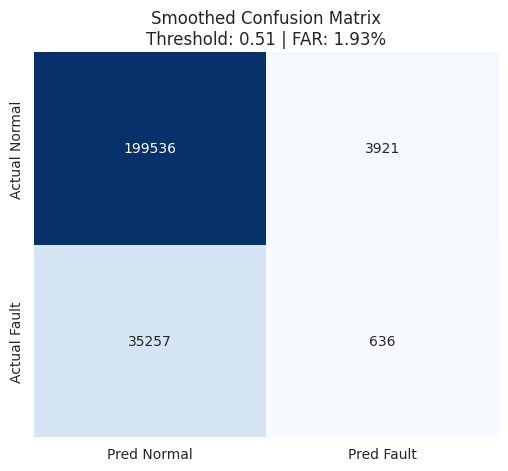 Smoothed Confusion Matrix
Threshold: 0.51 | FAR: 1.93%
Actual Normal
199536
3921
Actual Fault
35257
636
Pred Normal
Pred Fault